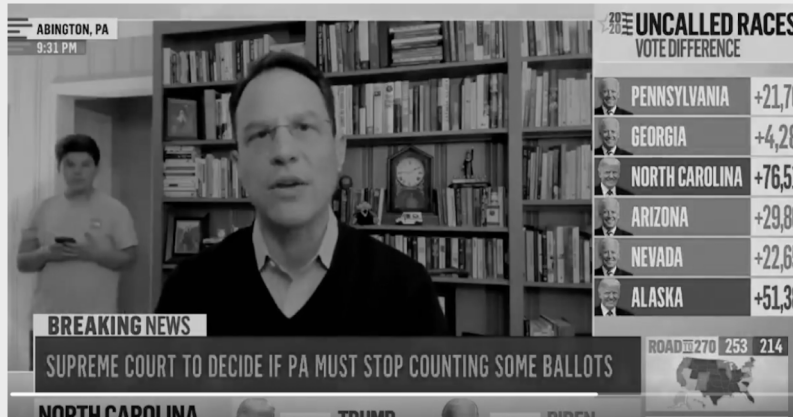 ABINGTON, PA
9:31 PM
2020
UNCALLED RACES
VOTE DIFFERENCE
PENNSYLVANIA
GEORGIA
NORTH CAROLINA
ARIZONA
NEVADA
ALASKA
BREAKING NEWS
SUPREME COURT TO DECIDE IF PA MUST STOP COUNTING SOME BALLOTS
ROAD TO 270 253 214
NORTH CAROLINA TRUMP BIDEN